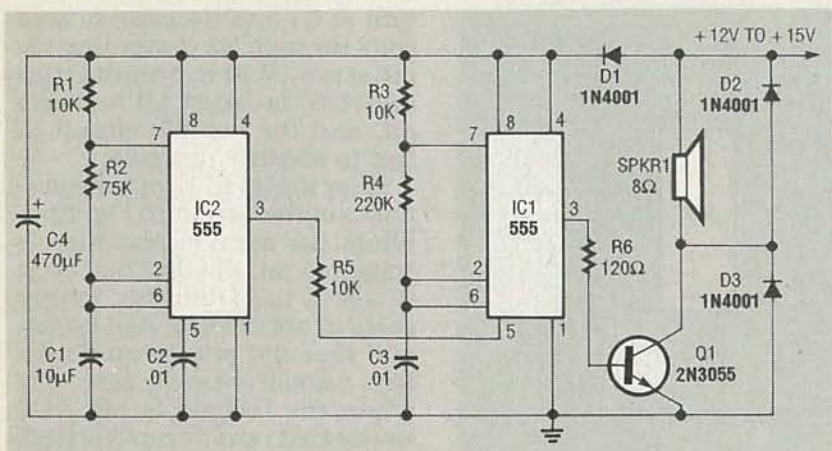 +12V TO +15V
R1
10K
7
8
4
R2
75K
IC2
555
3
C4
470µF
+
2
6
5
1
C1
10µF
C2
.01
R5
10K
R3
10K
7
8
4
R4
220K
IC1
555
3
2
6
5
1
C3
.01
D1
1N4001
R6
120Ω
SPKR1
8Ω
D2
1N4001
D3
1N4001
Q1
2N3055